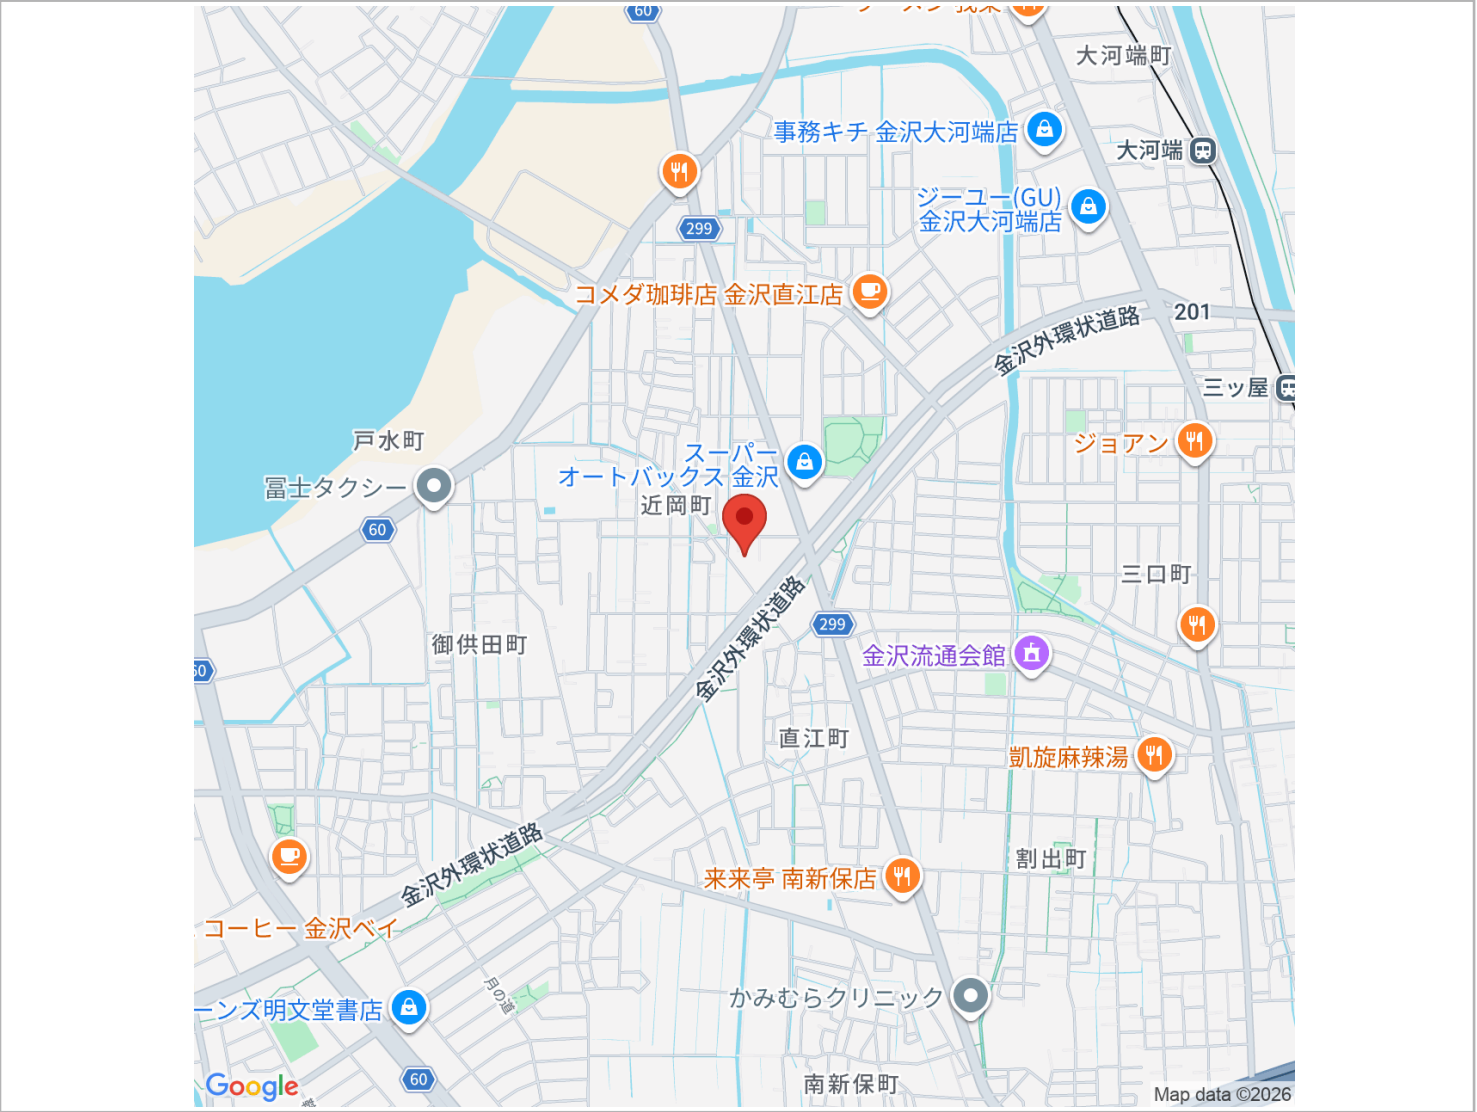 60
大河端町
事務キチ 金沢大河端店
大河端
ジーユー(GU)
金沢大河端店
299
コメダ珈琲店 金沢直江店
金沢外環状道路
201
三ッ屋
戸水町
ジョアン
スーパー
オートバックス 金沢
冨士タクシー
近岡町
60
三口町
金沢外環状道路
299
御供田町
金沢流通会館
60
直江町
凱旋麻辣湯
金沢外環状道路
割出町
来来亭 南新保店
コーヒー 金沢ベイ
月の道
かみむらクリニック
ーンズ明文堂書店
60
南新保町
Google
Map data ©2026